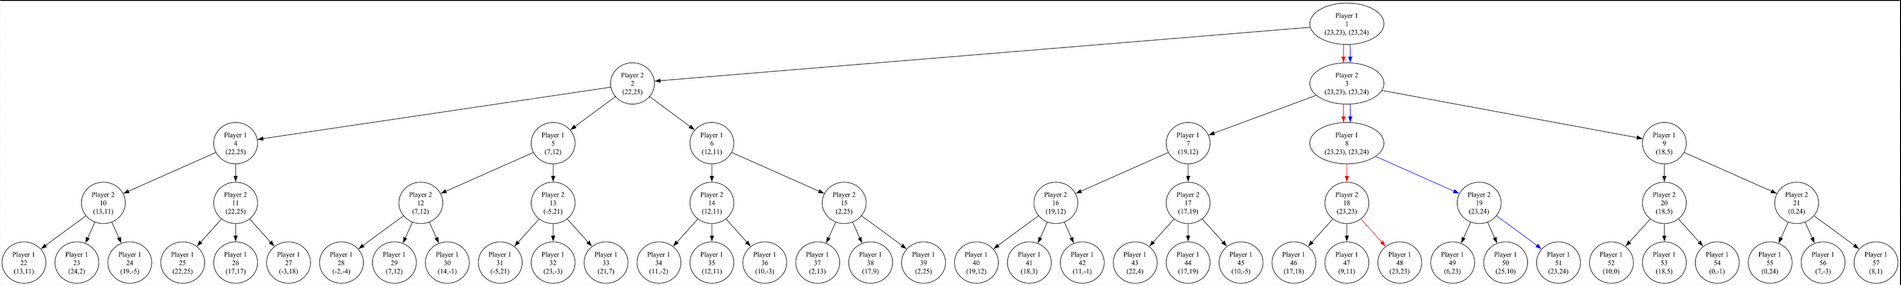 Player 1
1
(23,23), (23,24)
Player 2
2
(22,25)
Player 2
3
(23,23), (23,24)
Player 1
4
(22,25)
Player 1
5
(7,12)
Player 1
6
(12,11)
Player 1
7
(19,12)
Player 1
8
(23,23), (23,24)
Player 1
9
(18,5)
Player 2
10
(13,11)
Player 2
11
(22,25)
Player 2
12
(7,12)
Player 2
13
(-5,21)
Player 2
14
(12,11)
Player 2
15
(2,25)
Player 2
16
(19,12)
Player 2
17
(17,19)
Player 2
18
(23,23)
Player 2
19
(23,24)
Player 2
20
(18,5)
Player 2
21
(0,24)
Player 1
22
(13,11)
Player 1
23
(24,2)
Player 1
24
(19,-5)
Player 1
25
(22,25)
Player 1
26
(17,17)
Player 1
27
(-3,18)
Player 1
28
(-2,-4)
Player 1
29
(7,12)
Player 1
30
(14,-1)
Player 1
31
(-5,21)
Player 1
32
(23,-3)
Player 1
33
(21,7)
Player 1
34
(11,-2)
Player 1
35
(12,11)
Player 1
36
(10,-3)
Player 1
37
(2,13)
Player 1
38
(17,9)
Player 1
39
(2,25)
Player 1
40
(19,12)
Player 1
41
(18,3)
Player 1
42
(11,-1)
Player 1
43
(22,4)
Player 1
44
(17,19)
Player 1
45
(10,-5)
Player 1
46
(17,18)
Player 1
47
(9,11)
Player 1
48
(23,23)
Player 1
49
(6,23)
Player 1
50
(25,10)
Player 1
51
(23,24)
Player 1
52
(10,0)
Player 1
53
(18,5)
Player 1
54
(0,-1)
Player 1
55
(0,24)
Player 1
56
(7,-3)
Player 1
57
(8,1)